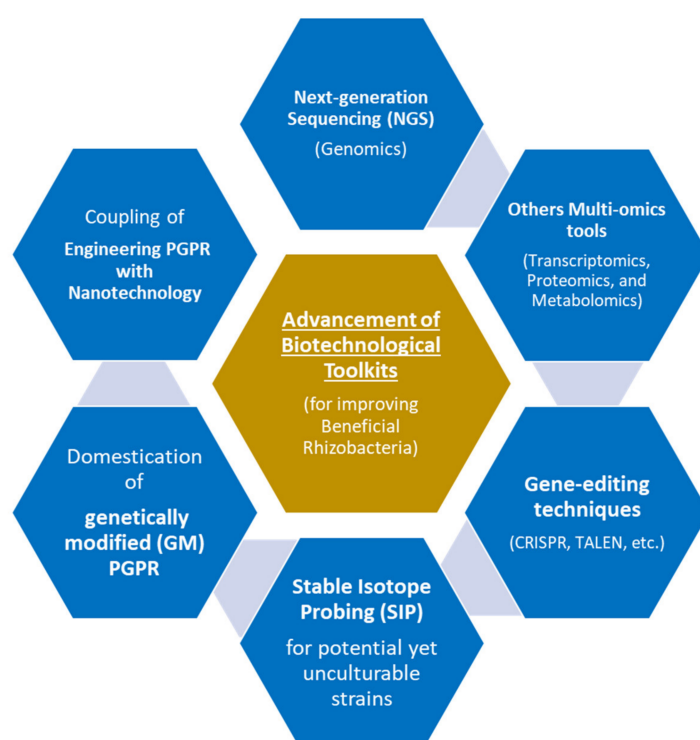 Next-generation
Sequencing (NGS)
(Genomics)
Others Multi-omics
tools
(Transcriptomics,
Proteomics, and
Metabolomics)
Gene-editing
techniques
(CRISPR, TALEN, etc.)
Stable Isotope
Probing (SIP)
for potential yet
unculturable
strains
Domestication
of
genetically
modified (GM)
PGPR
Coupling of
Engineering PGPR
with
Nanotechnology
Advancement of
Biotechnological
Toolkits
(for improving
Beneficial
Rhizobacteria)